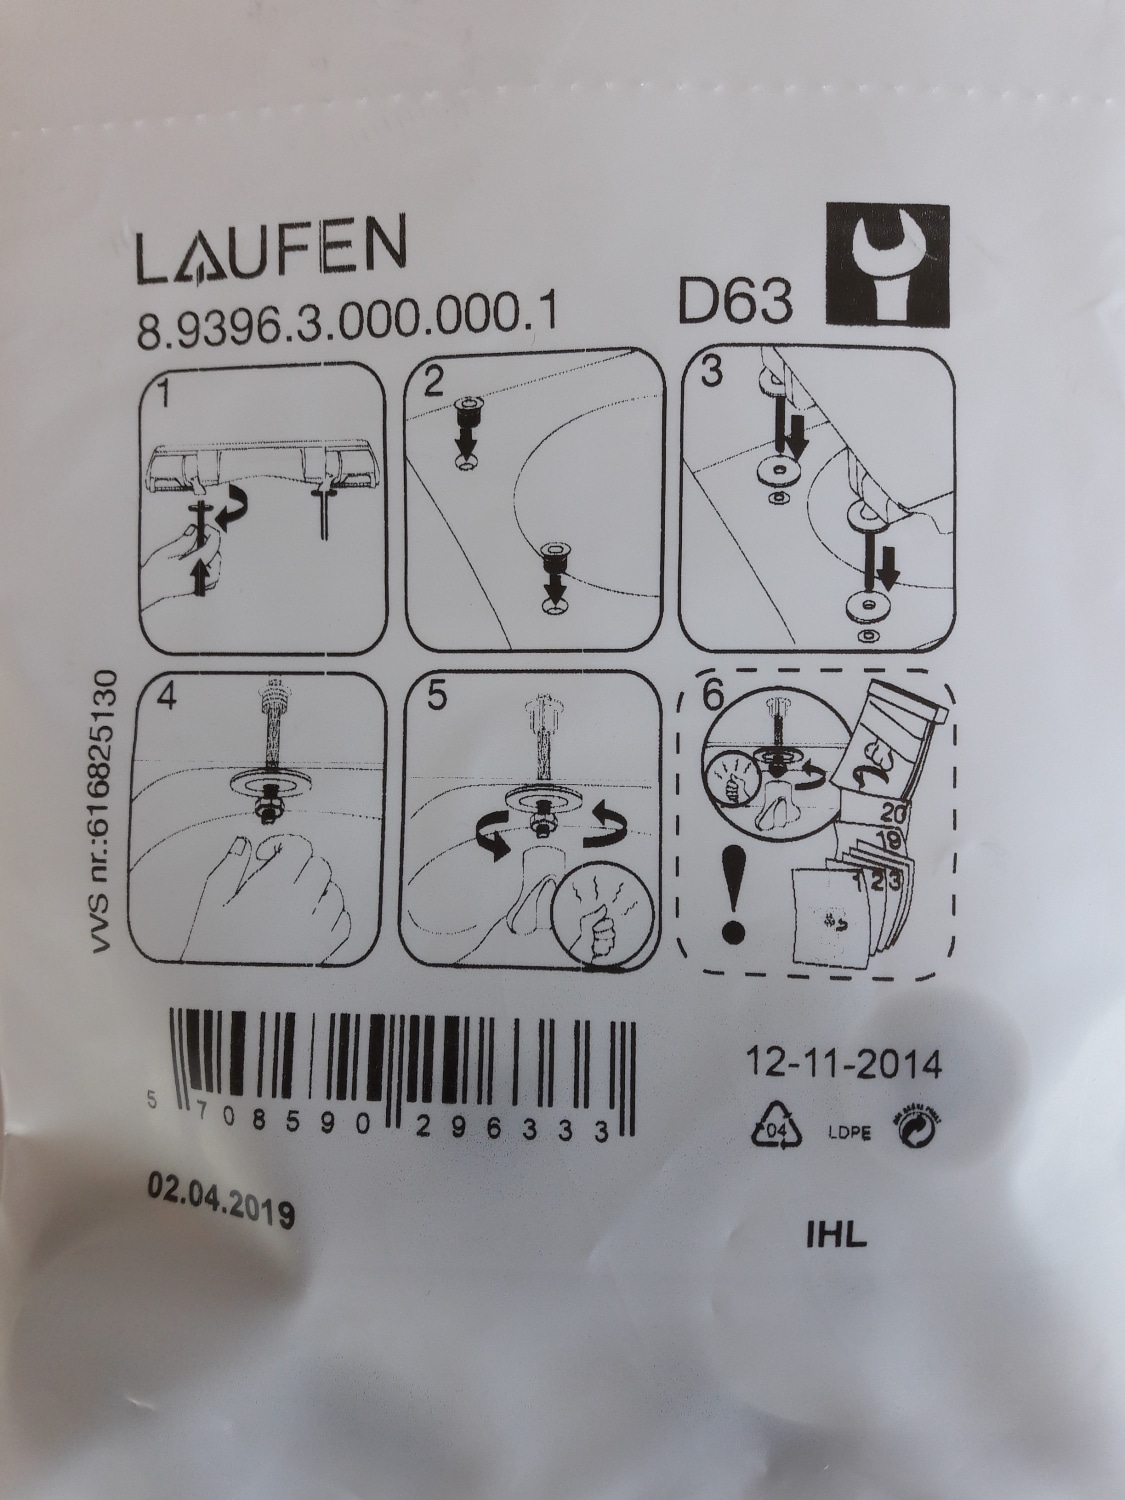 LAUFEN
8.9396.3.000.000.1
D63
1
2
3
4
5
6
20
19
1 2 3
VVS nr:616825130
5 708590 296333
12-11-2014
04
LDPE
02.04.2019
IHL